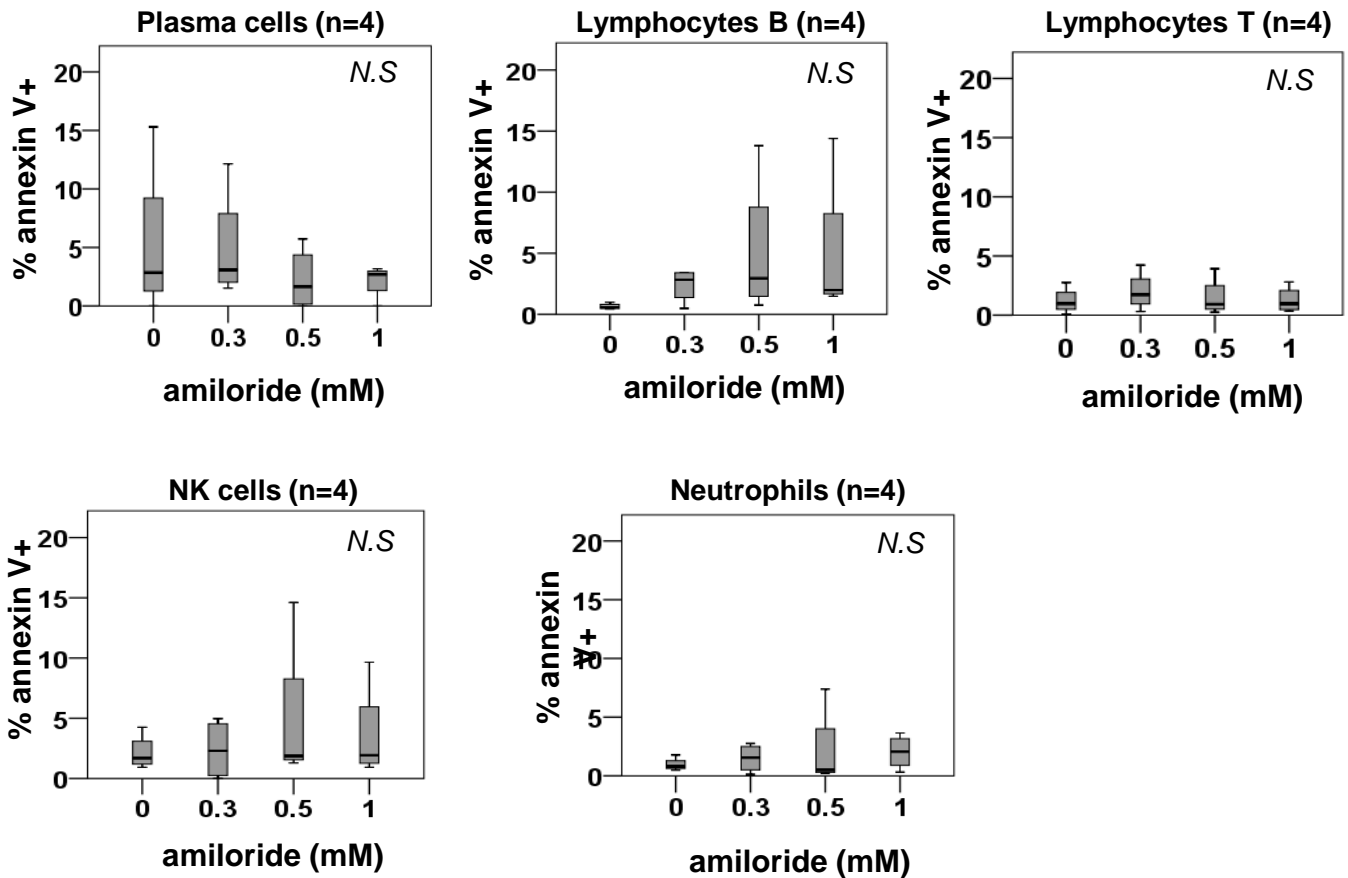 Plasma cells (n=4)
N.S
% annexin V+
20
15
10
5
0
0 0.3 0.5 1
amiloride (mM)
Lymphocytes B (n=4)
N.S
% annexin V+
20
15
10
5
0
0 0.3 0.5 1
amiloride (mM)
Lymphocytes T (n=4)
N.S
% annexin V+
20
15
10
5
0
0 0.3 0.5 1
amiloride (mM)
NK cells (n=4)
N.S
% annexin V+
20
15
10
5
0
0 0.3 0.5 1
amiloride (mM)
Neutrophils (n=4)
N.S
% annexin
V+
20
15
10
5
0
0 0.3 0.5 1
amiloride (mM)